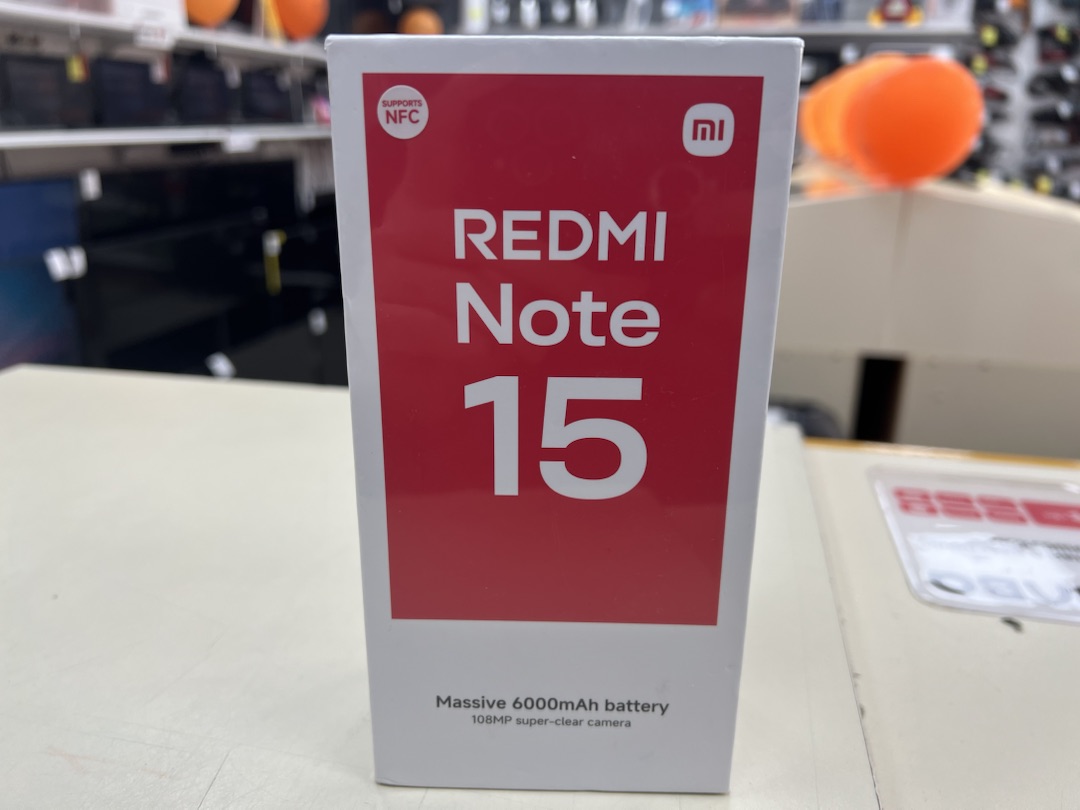 SUPPORTS
NFC
mi
REDMI
Note
15
Massive 6000mAh battery
108MP super-clear camera